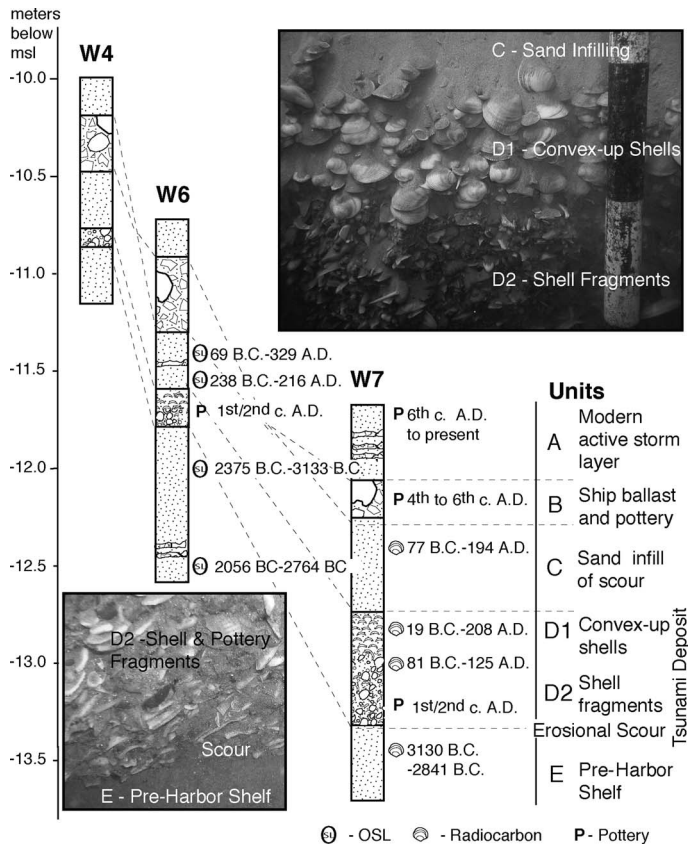 meters
below
msl
W4
-10.0
-10.5
-11.0
-11.5
-12.0
-12.5
-13.0
-13.5
C - Sand Infilling
D1 - Convex-up Shells
D2 - Shell Fragments
W6
SL 69 B.C.-329 A.D.
SL 238 B.C.-216 A.D.
P 1st/2nd c. A.D.
SL 2375 B.C.-3133 B.C
SL 2056 BC-2764 BC
W7
P 6th c. A.D.
to present
P 4th to 6th c. A.D.
77 B.C.-194 A.D.
19 B.C.-208 A.D.
81 B.C.-125 A.D.
P 1st/2nd c. A.D.
3130 B.C.
-2841 B.C.
Units
A Modern
active storm
layer
B Ship ballast
and pottery
C Sand infill
of scour
D1 Convex-up
shells
D2 Shell
fragments
Tsunami Deposit
Erosional Scour
E Pre-Harbor
Shelf
D2 -Shell & Pottery
Fragments
Scour
E - Pre-Harbor Shelf
SL - OSL
- Radiocarbon
P - Pottery